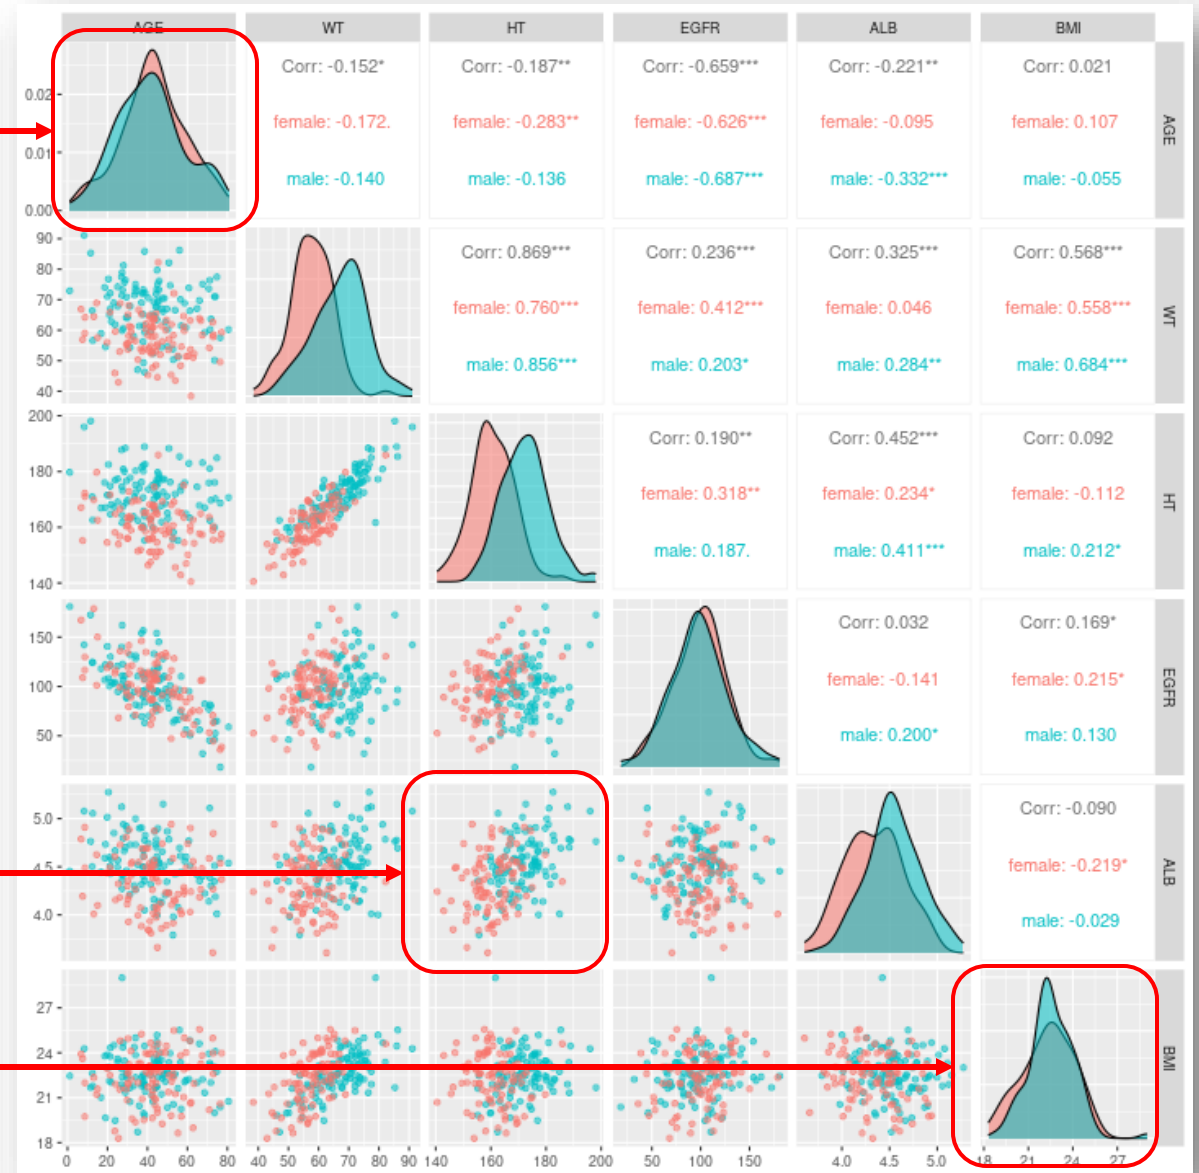 AGE WT HT EGFR ALB BMI
Corr: -0.152* Corr: -0.187** Corr: -0.659*** Corr: -0.221** Corr: 0.021
0.02
female: -0.172. female: -0.283** female: -0.626*** female: -0.095 female: 0.107
AGE
0.01
male: -0.140 male: -0.136 male: -0.687*** male: -0.332*** male: -0.055
0.00
90
Corr: 0.869*** Corr: 0.236*** Corr: 0.325*** Corr: 0.568***
80
70
female: 0.760*** female: 0.412*** female: 0.046 female: 0.558***
WT
60
50
male: 0.856*** male: 0.203* male: 0.284** male: 0.684***
40
200
Corr: 0.190** Corr: 0.452*** Corr: 0.092
180
female: 0.318** female: 0.234* female: -0.112
HT
160
male: 0.187. male: 0.411*** male: 0.212*
140
Corr: 0.032 Corr: 0.169*
150
female: -0.141 female: 0.215*
EGFR
100
male: 0.200* male: 0.130
50
Corr: -0.090
5.0
female: -0.219*
ALB
4.5
male: -0.029
4.0
27
24
BMI
21
18
0 20 40 60 80 40 50 60 70 80 90 140 160 180 200 50 100 150 4.0 4.5 5.0 18 21 24 27